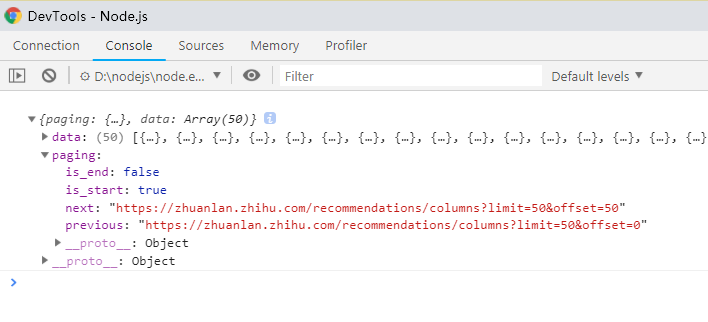 DevTools - Node.js
Connection Console Sources Memory Profiler
D:\nodejs\node.e... Filter Default levels
{paging: {…}, data: Array(50)} i
data: (50) [{…}, {…}, {…}, {…}, {…}, {…}, {…}, {…}, {…}, {…}, {…}, {…}, {…}, {…}, {…}, {…}
paging:
is_end: false
is_start: true
next: "https://zhuanlan.zhihu.com/recommendations/columns?limit=50&offset=50"
previous: "https://zhuanlan.zhihu.com/recommendations/columns?limit=50&offset=0"
__proto__: Object
__proto__: Object